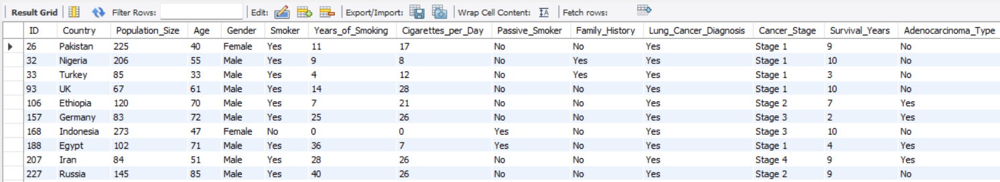 Result Grid Filter Rows: Edit: Export/Import: Wrap Cell Content: IA Fetch rows:
ID Country Population_Size Age Gender Smoker Years_of_Smoking Cigarettes_per_Day Passive_Smoker Family_History Lung_Cancer_Diagnosis Cancer_Stage Survival_Years Adenocarcinoma_Type
26 Pakistan 225 40 Female Yes 11 17 No No Yes Stage 1 9 No
32 Nigeria 206 55 Male Yes 9 8 No Yes Yes Stage 1 10 No
33 Turkey 85 33 Male Yes 4 12 No Yes Yes Stage 1 3 No
93 UK 67 61 Male Yes 14 28 No No Yes Stage 1 10 No
106 Ethiopia 120 70 Male Yes 7 21 No No Yes Stage 2 7 Yes
157 Germany 83 72 Male Yes 25 26 No No Yes Stage 3 2 Yes
168 Indonesia 273 47 Female No 0 0 Yes No Yes Stage 3 10 No
188 Egypt 102 71 Male Yes 36 7 Yes No Yes Stage 1 4 Yes
207 Iran 84 51 Male Yes 28 26 No No Yes Stage 4 9 Yes
227 Russia 145 85 Male Yes 40 26 No No Yes Stage 2 9 No